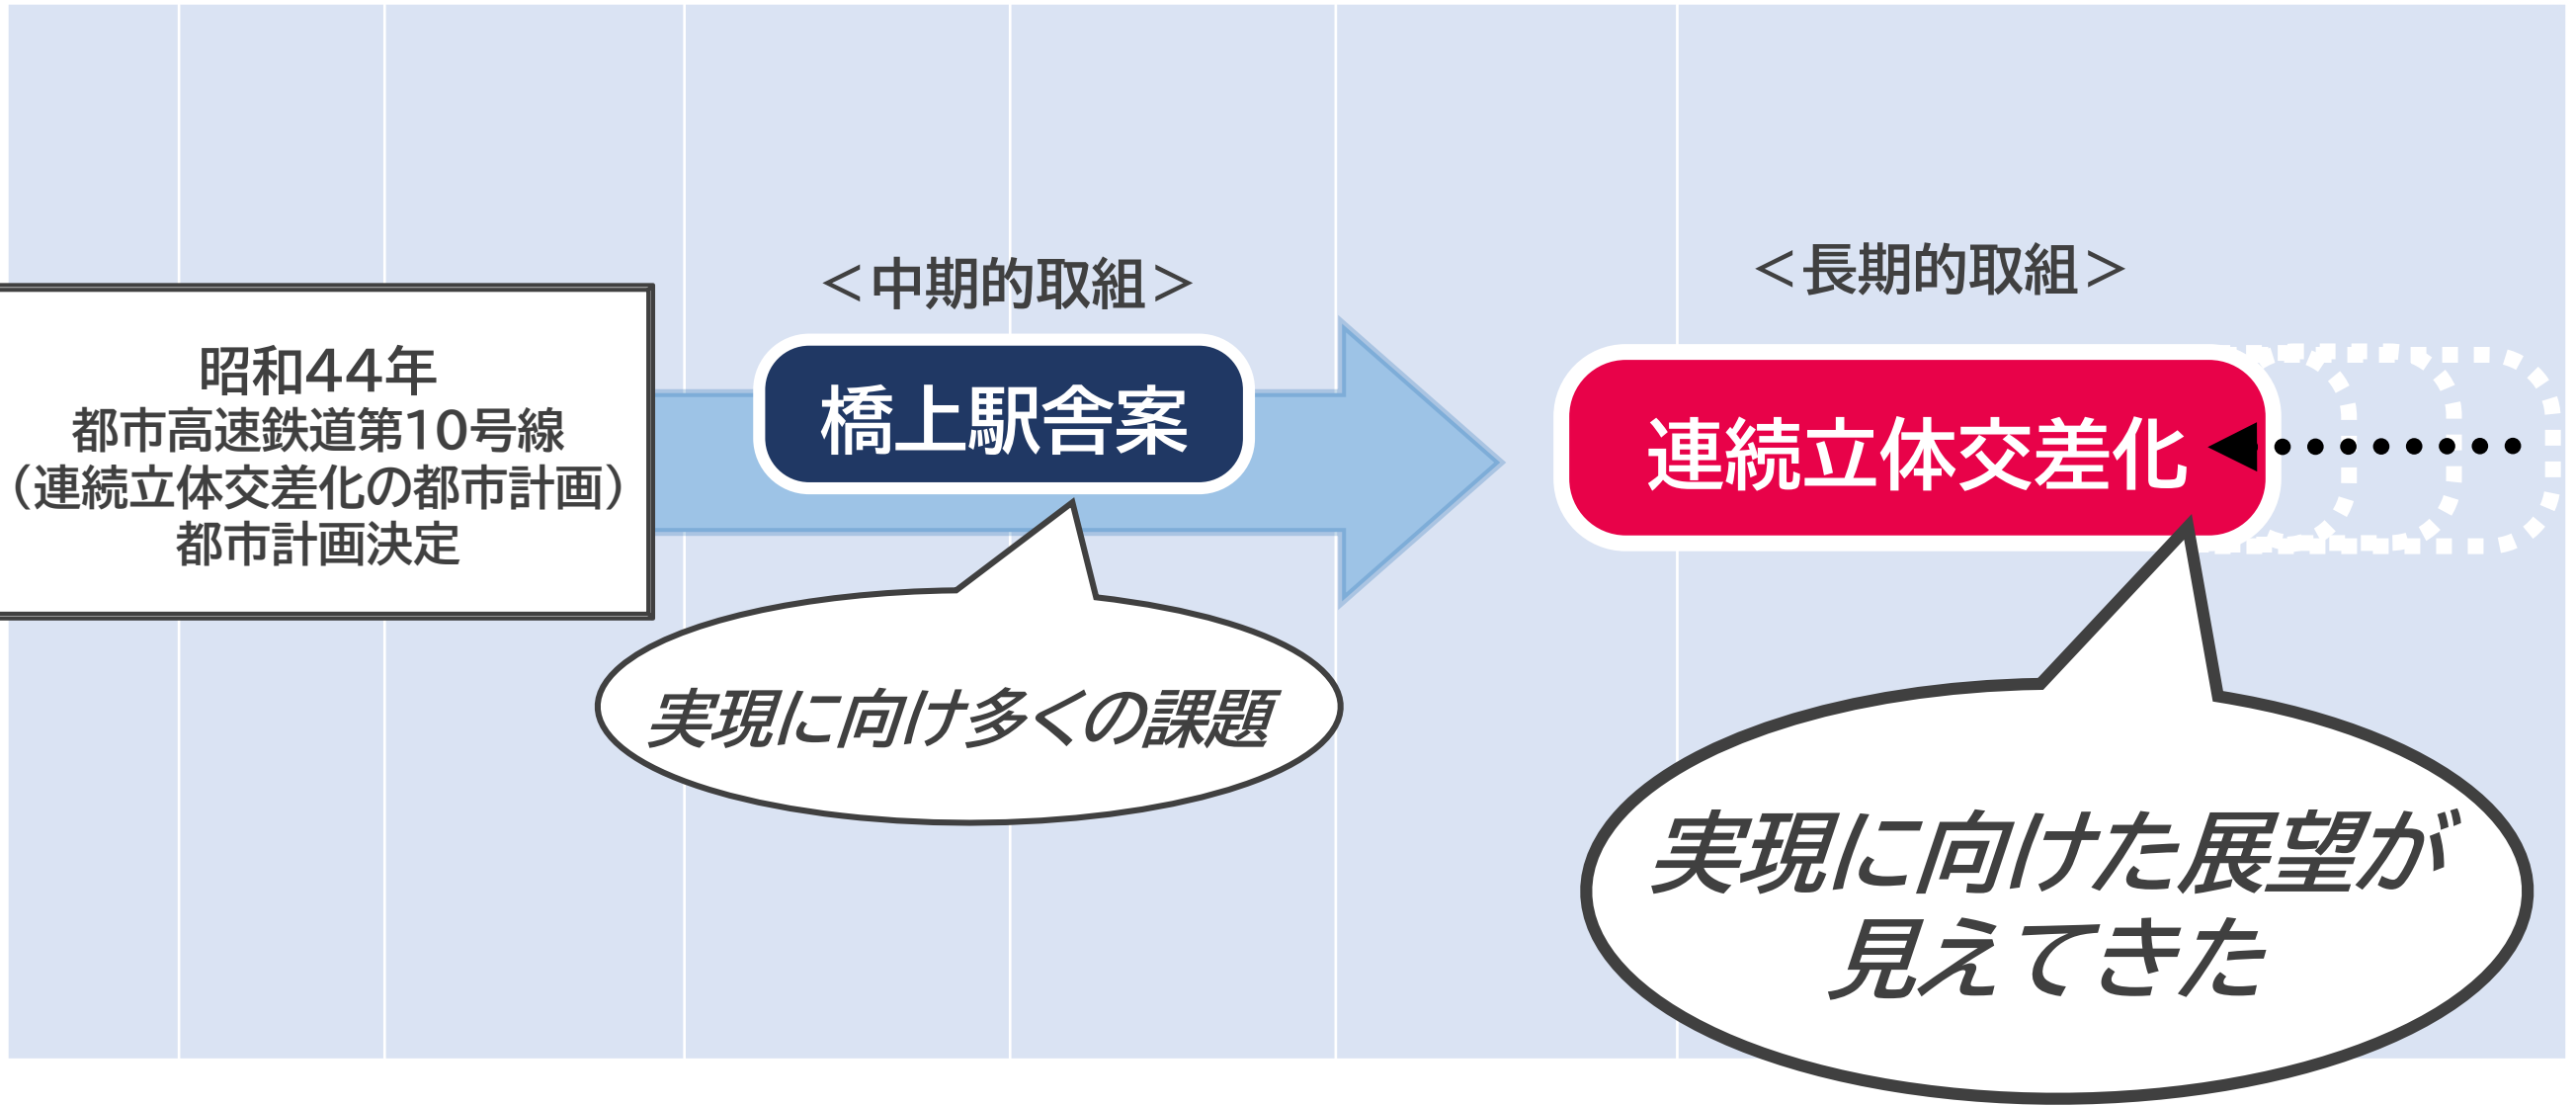 昭和44年
都市高速鉄道第10号線
（連続立体交差化の都市計画）
都市計画決定
＜中期的取組＞
橋上駅舎案
実現に向け多くの課題
＜長期的取組＞
連続立体交差化
実現に向けた展望が
見えてきた